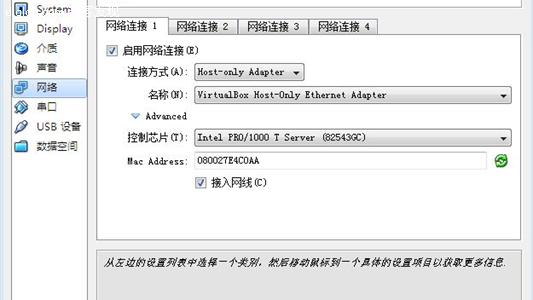 System
Display
介质
声音
网络
串口
USB 设备
数据空间
网络连接 1 网络连接 2 网络连接 3 网络连接 4
启用网络连接(E)
连接方式(A): Host-only Adapter
名称(N): VirtualBox Host-Only Ethernet Adapter
Advanced
控制芯片(T): Intel PRO/1000 T Server (82543GC)
Mac Address: 080027E4C0AA
接入网线(C)
从左边的设置列表中选择一个类别, 然后移动鼠标到一个具体的设置项目以获取更多信息.